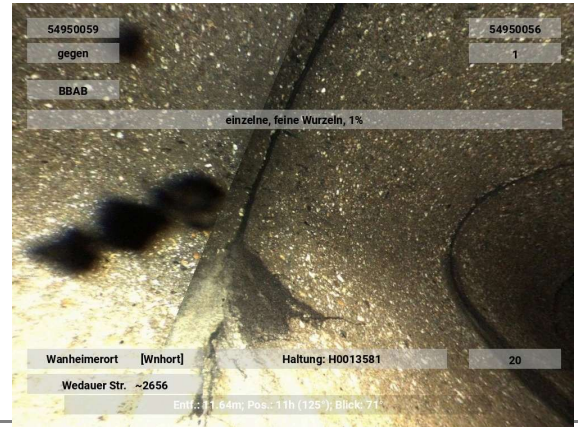 54950059 54950056
gegen 1
BBAB
einzelne, feine Wurzeln, 1%
Wanheimerort [Wnhort] Haltung: H0013581 20
Wedauer Str. ~2656
Entf.: 11.64m; Pos.: 11h (125°); Blick: 71°